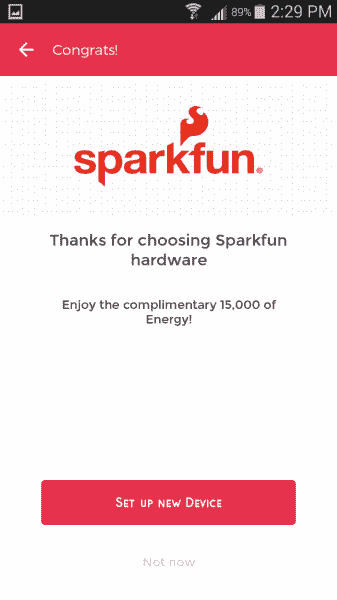 89% 2:29 PM
Congrats!
sparkfun.®
Thanks for choosing Sparkfun
hardware
Enjoy the complimentary 15,000 of
Energy!
Set up new Device
Not now